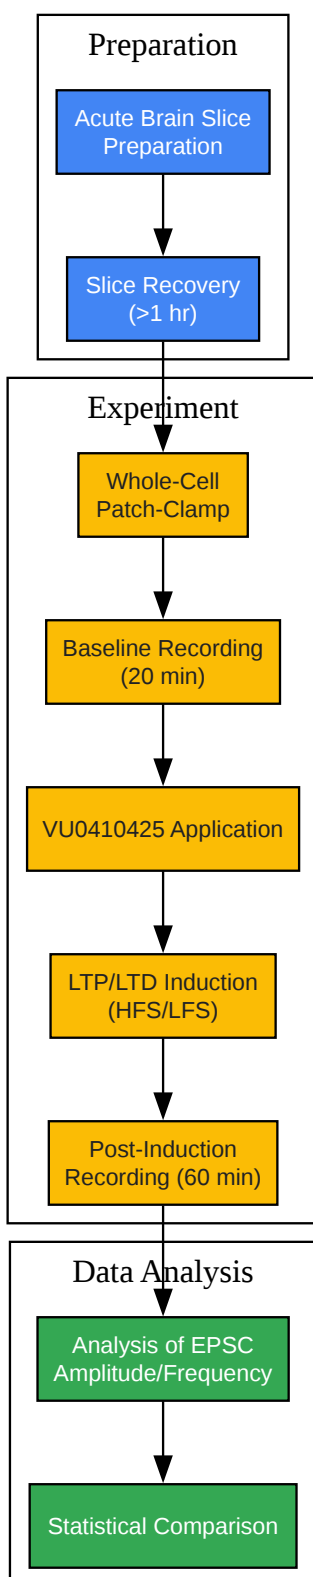 Preparation
Acute Brain Slice
Preparation
Slice Recovery
(>1 hr)
Experiment
Whole-Cell
Patch-Clamp
Baseline Recording
(20 min)
VU0410425 Application
LTP/LTD Induction
(HFS/LFS)
Post-Induction
Recording (60 min)
Data Analysis
Analysis of EPSC
Amplitude/Frequency
Statistical Comparison